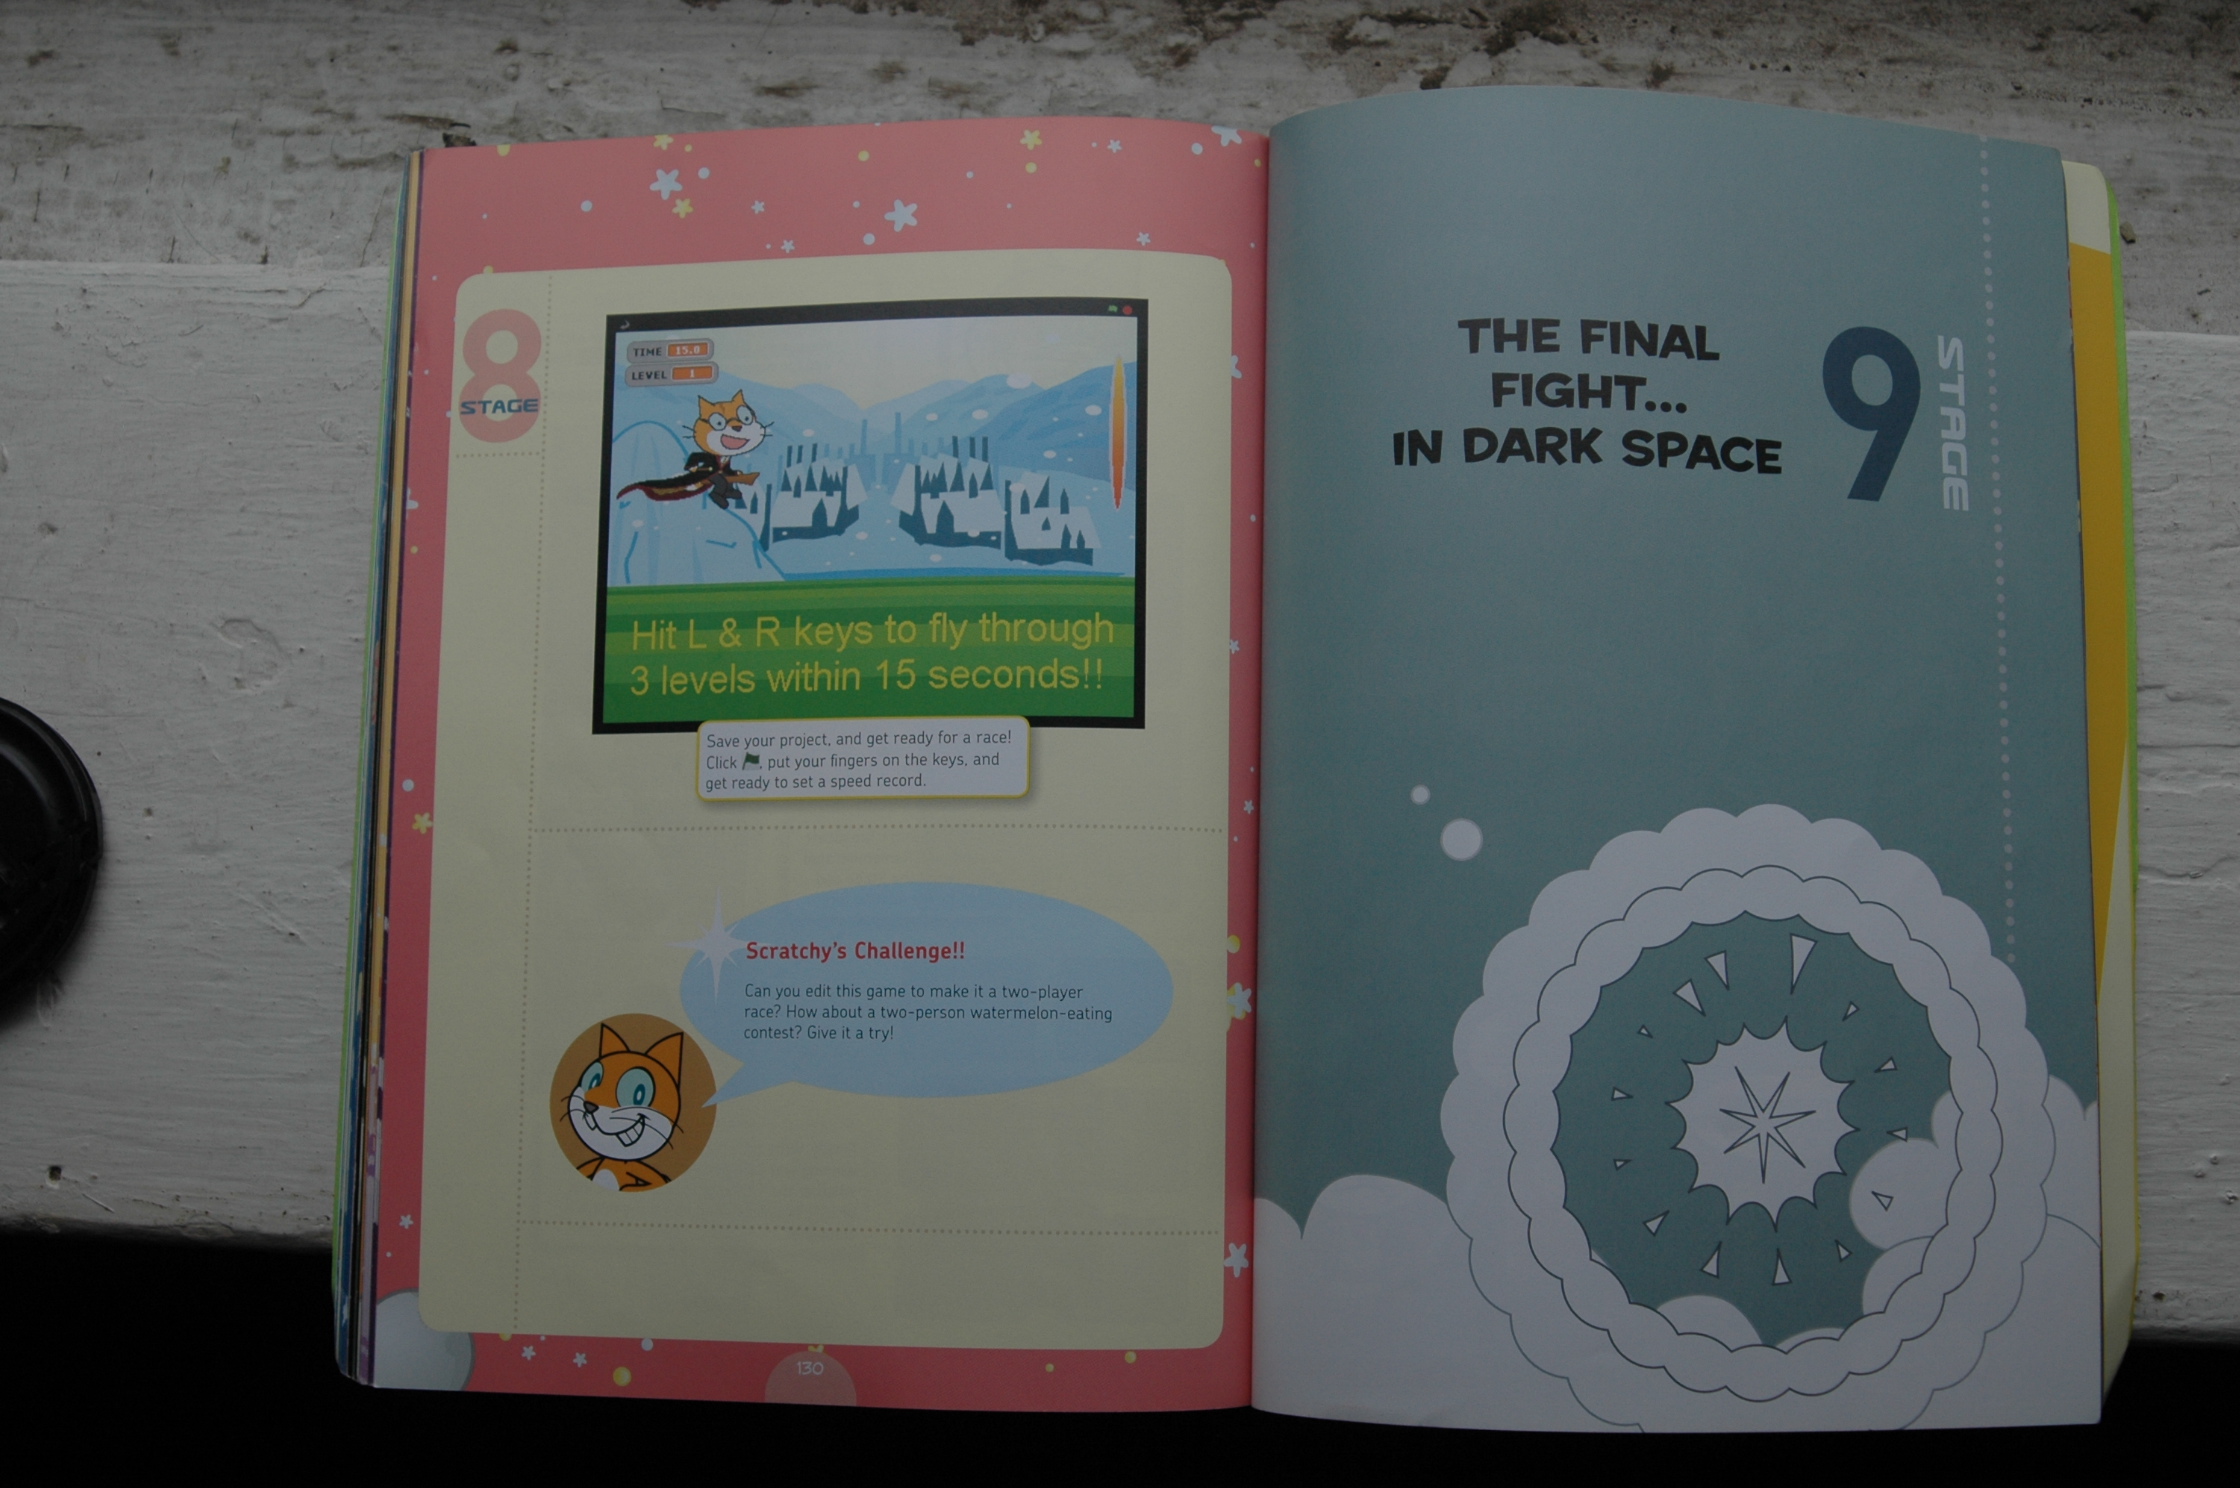 8
STAGE
TIME 15.0
LEVEL 1
Hit L & R keys to fly through
3 levels within 15 seconds!!
Save your project, and get ready for a race!
Click , put your fingers on the keys, and
get ready to set a speed record.
Scratchy's Challenge!!
Can you edit this game to make it a two-player
race? How about a two-person watermelon-eating
contest? Give it a try!
130
STAGE
9
THE FINAL
FIGHT...
IN DARK SPACE